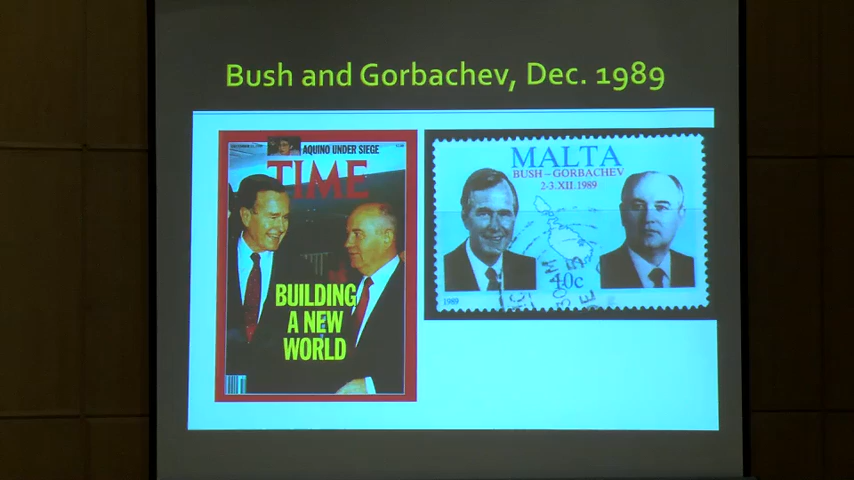 Bush and Gorbachev, Dec. 1989
AQUINO UNDER SIEGE
TIME
BUILDING
A NEW
WORLD
MALTA
BUSH – GORBACHEV
2-3.XII.1989
40c
1989